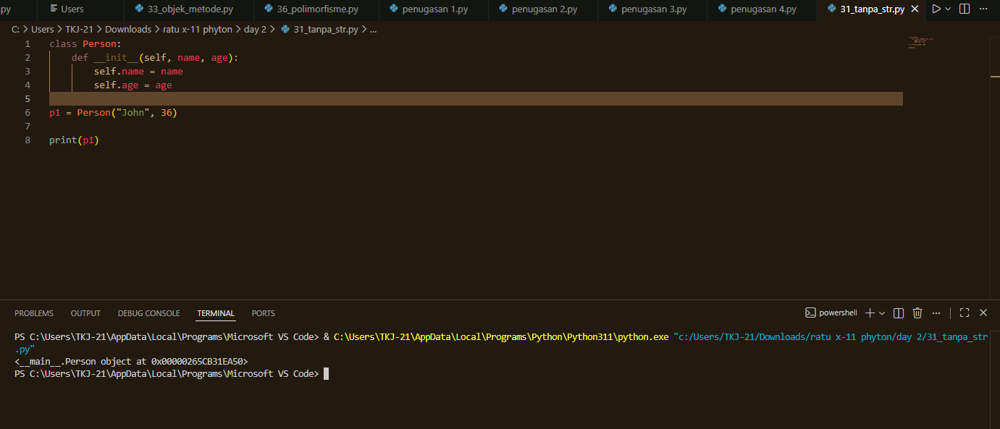 py Users 33_objek_metode.py 36_polimorfisme.py penugasan 1.py penugasan 2.py penugasan 3.py penugasan 4.py 31_tanpa_str.py
C: > Users > TKJ-21 > Downloads > ratu x-11 phyton > day 2 > 31_tanpa_str.py > ...
1 class Person:
2     def __init__(self, name, age):
3         self.name = name
4         self.age = age
5
6 p1 = Person("John", 36)
7
8 print(p1)
PROBLEMS OUTPUT DEBUG CONSOLE TERMINAL PORTS powershell
PS C:\Users\TKJ-21\AppData\Local\Programs\Microsoft VS Code> & C:\Users\TKJ-21\AppData\Local\Programs\Python\Python311\python.exe "c:/Users/TKJ-21/Downloads/ratu x-11 phyton/day 2/31_tanpa_str
.py"
<__main__.Person object at 0x00000265CB31EA50>
PS C:\Users\TKJ-21\AppData\Local\Programs\Microsoft VS Code>